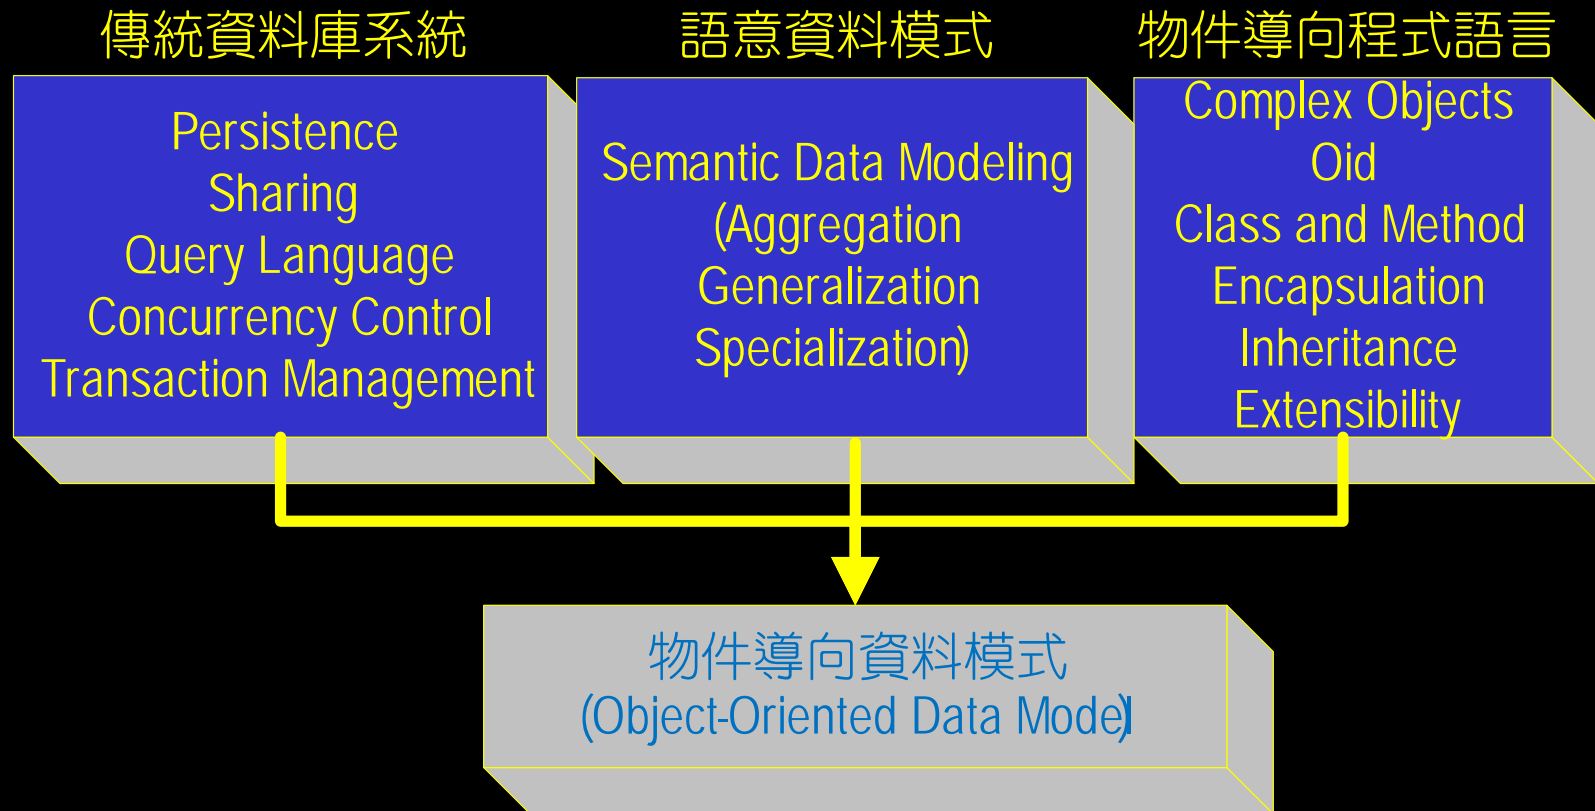 傳統資料庫系統
Persistence
Sharing
Query Language
Concurrency Control
Transaction Management
語意資料模式
Semantic Data Modeling
(Aggregation
Generalization
Specialization)
物件導向程式語言
Complex Objects
Oid
Class and Method
Encapsulation
Inheritance
Extensibility
物件導向資料模式
(Object-Oriented Data Model)